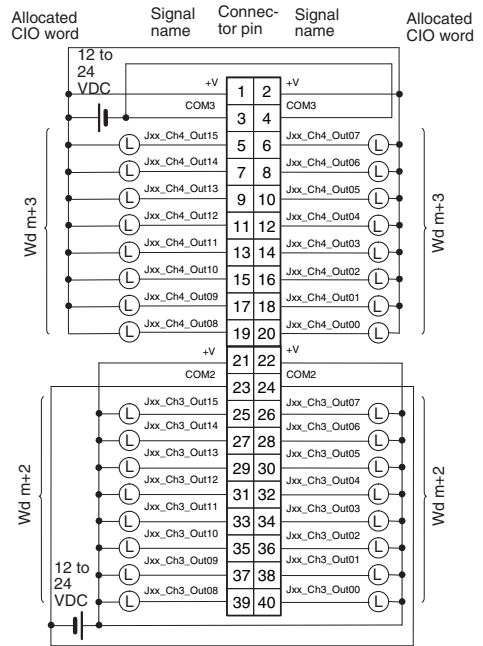 Allocated CIO word Signal name Connec-tor pin Signal name Allocated CIO word
12 to 24 VDC
+V 1 2 +V
COM3 3 4 COM3
Jxx_Ch4_Out15 5 6 Jxx_Ch4_Out07
L L
Jxx_Ch4_Out14 7 8 Jxx_Ch4_Out06
L L
Jxx_Ch4_Out13 9 10 Jxx_Ch4_Out05
L L
Jxx_Ch4_Out12 11 12 Jxx_Ch4_Out04
L L
Jxx_Ch4_Out11 13 14 Jxx_Ch4_Out03
L L
Jxx_Ch4_Out10 15 16 Jxx_Ch4_Out02
L L
Jxx_Ch4_Out09 17 18 Jxx_Ch4_Out01
L L
Jxx_Ch4_Out08 19 20 Jxx_Ch4_Out00
L L
Wd m+3 Wd m+3
+V 21 22 +V
COM2 23 24 COM2
Jxx_Ch3_Out15 25 26 Jxx_Ch3_Out07
L L
Jxx_Ch3_Out14 27 28 Jxx_Ch3_Out06
L L
Jxx_Ch3_Out13 29 30 Jxx_Ch3_Out05
L L
Jxx_Ch3_Out12 31 32 Jxx_Ch3_Out04
L L
Jxx_Ch3_Out11 33 34 Jxx_Ch3_Out03
L L
Jxx_Ch3_Out10 35 36 Jxx_Ch3_Out02
L L
Jxx_Ch3_Out09 37 38 Jxx_Ch3_Out01
L L
Jxx_Ch3_Out08 39 40 Jxx_Ch3_Out00
L L
Wd m+2 Wd m+2
12 to 24 VDC